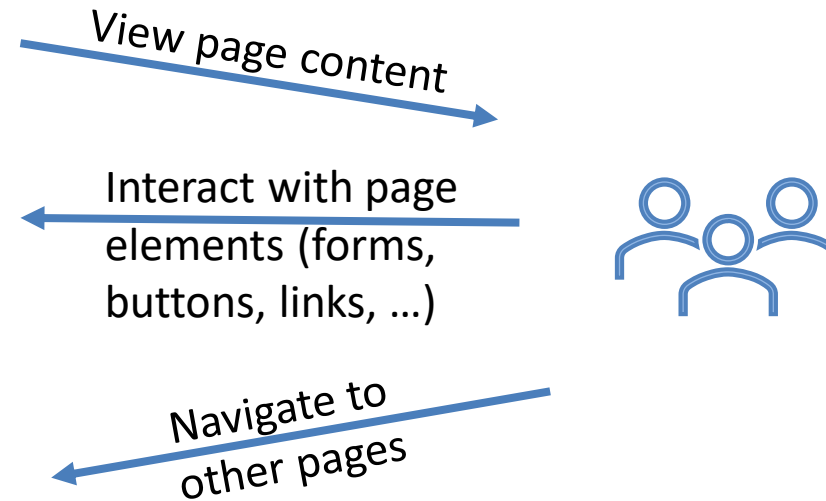 View page content
Interact with page
elements (forms,
buttons, links, …)
Navigate to
other pages